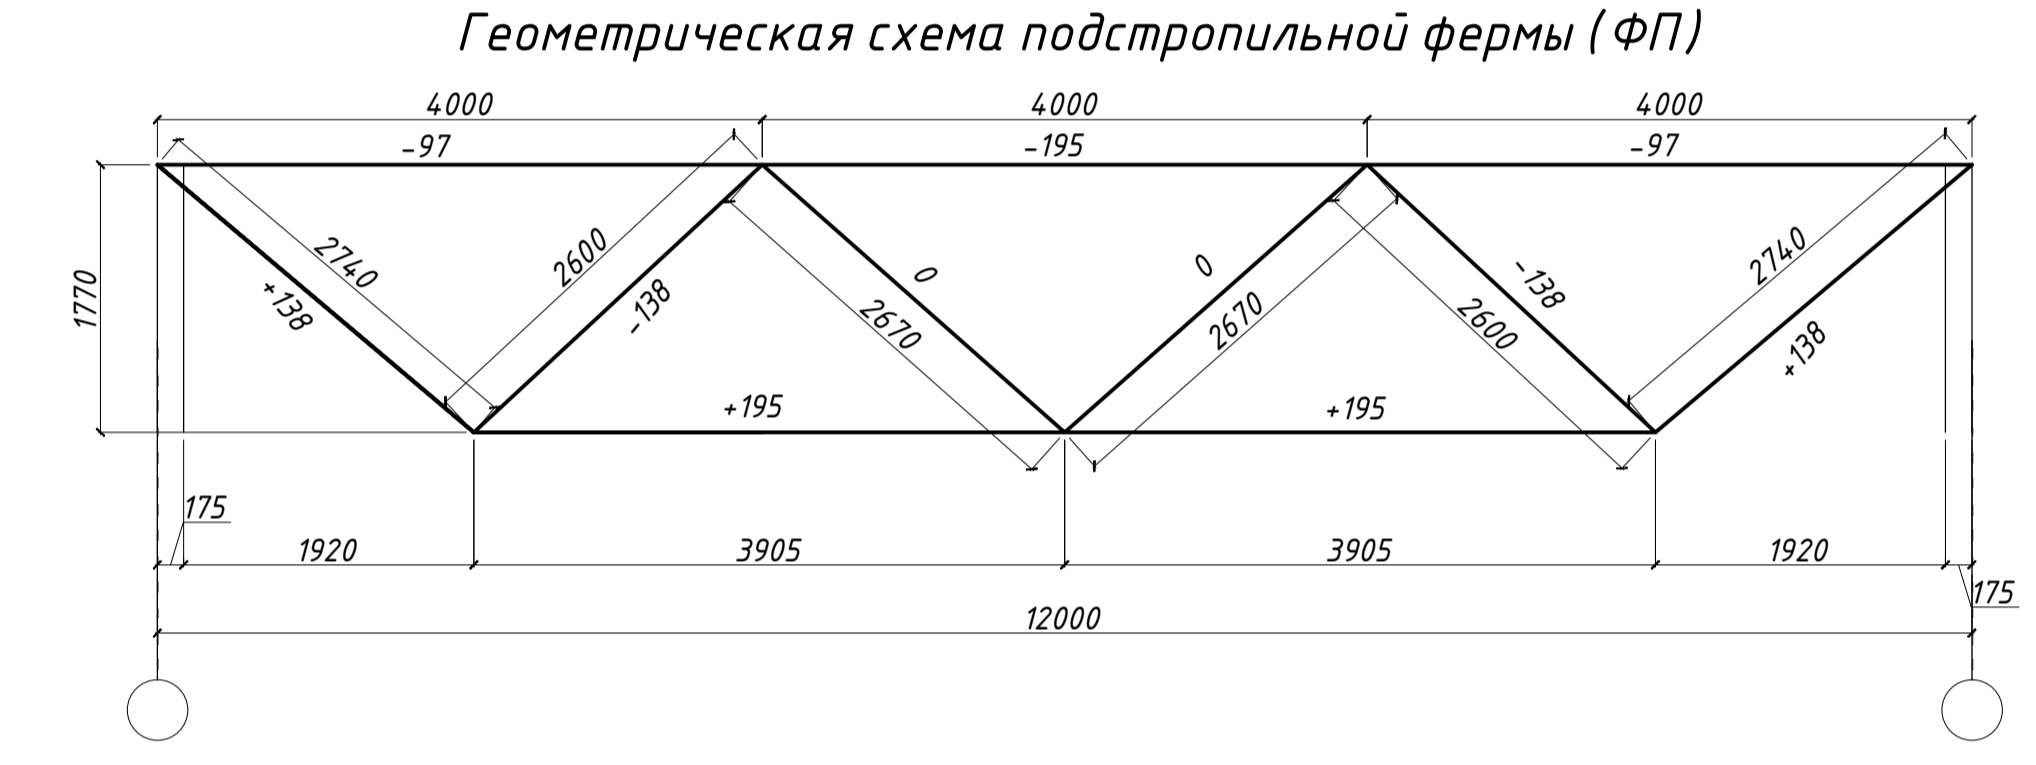 Геометрическая схема подстропильной фермы (ФП)
4000 4000 4000
-97 -195 -97
2740 2600 0 0 -138 2740
1770 +138 -138 2670 2670 2600 +138
+195 +195
175
1920 3905 3905 1920
175
12000